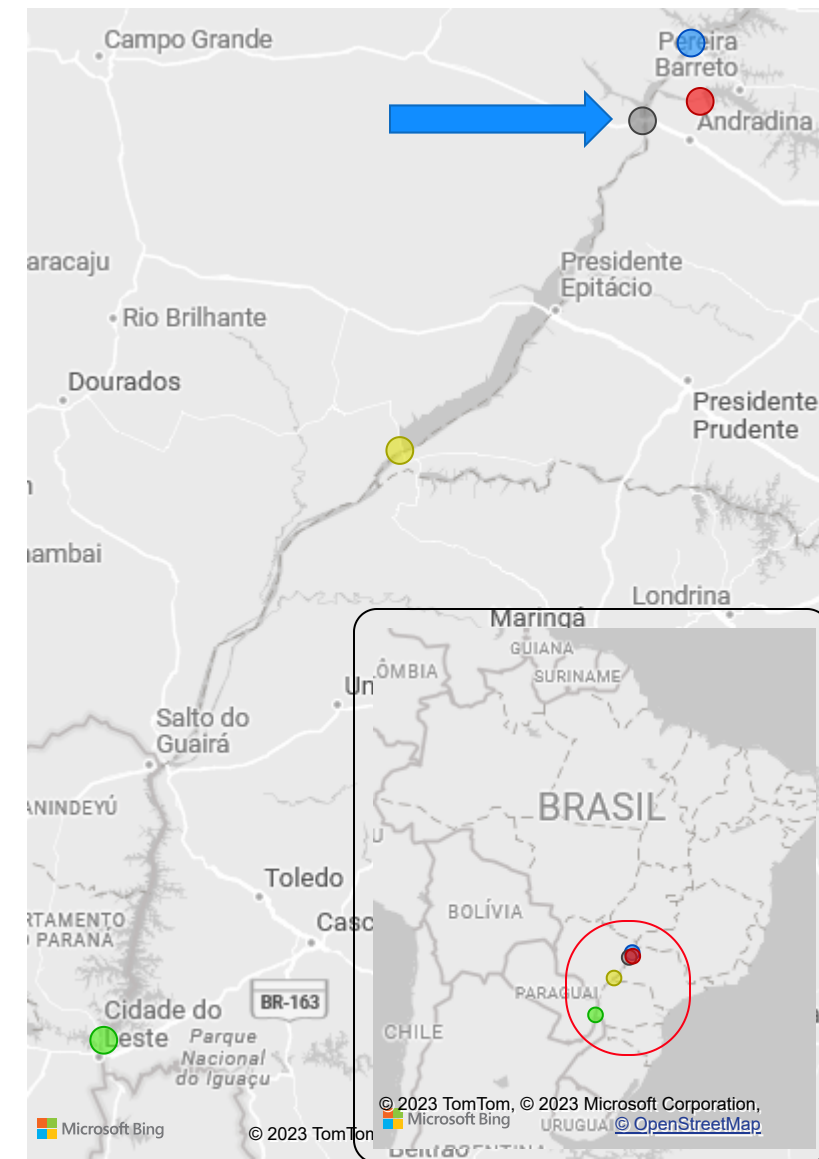 Campo Grande
Pereira
Barreto
Andradina
aracaju
Presidente
Epitácio
Rio Brilhante
Dourados
Presidente
Prudente
ambai
Londrina
Maringá
Salto do
Guairá
ANINDEYÚ
Toledo
RTAMENTO
PARANÁ
Casc
BR-163
Cidade do
Leste
Parque
Nacional
do Iguaçu
Microsoft Bing
© 2023 TomTom
GUIANA
ÔMBIA
SURINAME
BRASIL
BOLÍVIA
PARAGUAI
CHILE
© 2023 TomTom, © 2023 Microsoft Corporation,
Microsoft Bing
URUGUAI
© OpenStreetMap
Beltrão